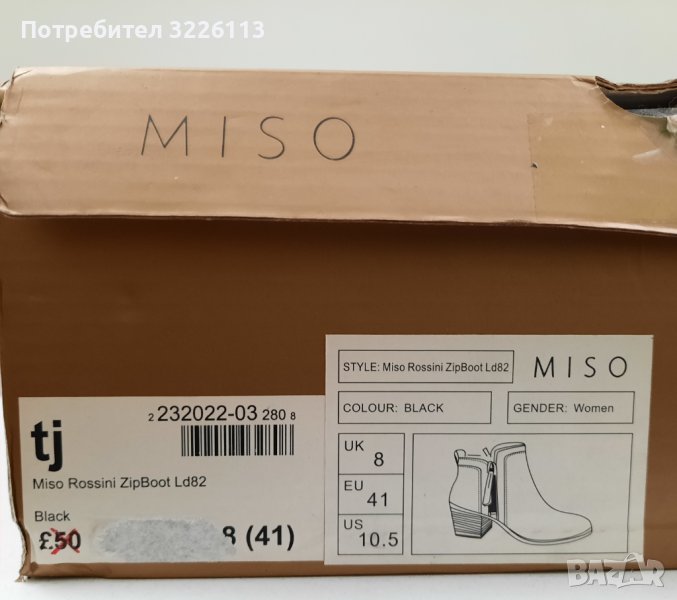 Потребител 3226113
MISO
STYLE: Miso Rossini ZipBoot Ld82
MISO
COLOUR: BLACK
GENDER: Women
UK 8
EU 41
US 10.5
2 232022-03 280 8
tj
Miso Rossini ZipBoot Ld82
Black
£50
8 (41)
BAZAR